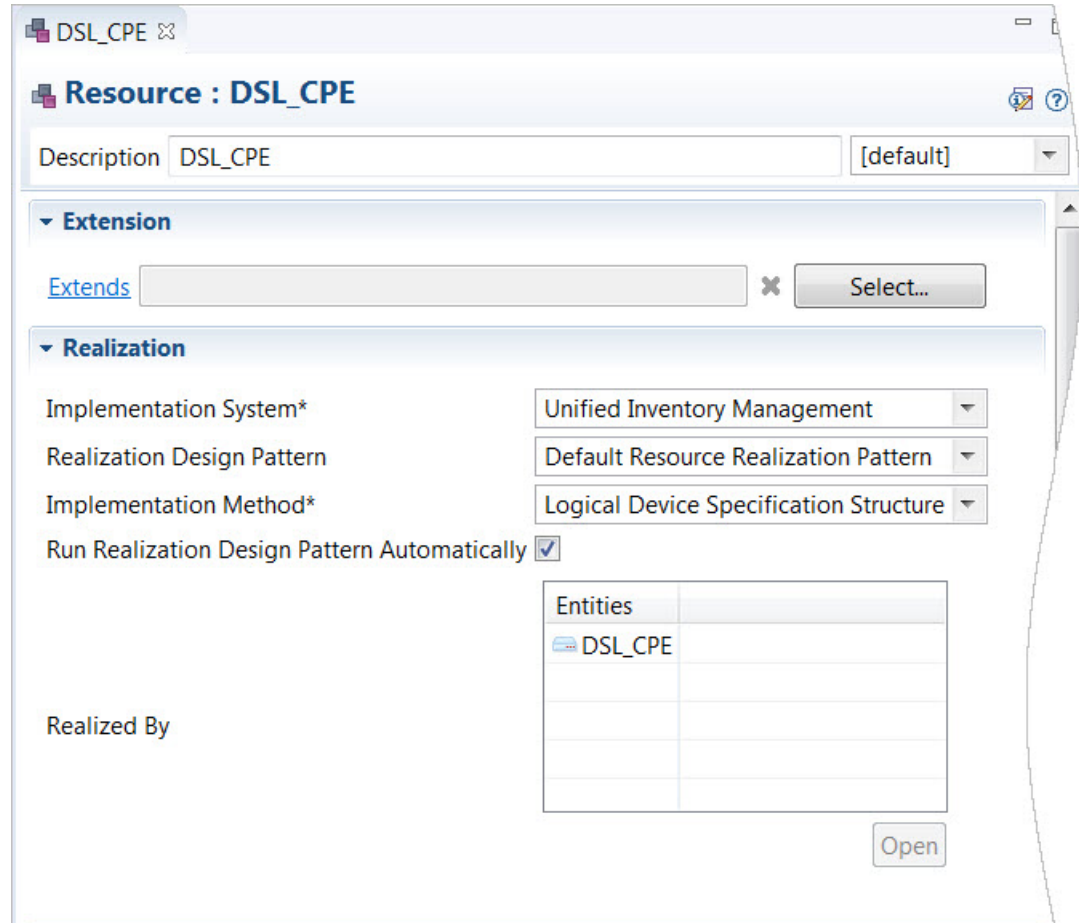 DSL_CPE
Resource : DSL_CPE
Description DSL_CPE [default]
Extension
Extends Select...
Realization
Implementation System* Unified Inventory Management
Realization Design Pattern Default Resource Realization Pattern
Implementation Method* Logical Device Specification Structure
Run Realization Design Pattern Automatically
Entities
DSL_CPE
Realized By
Open